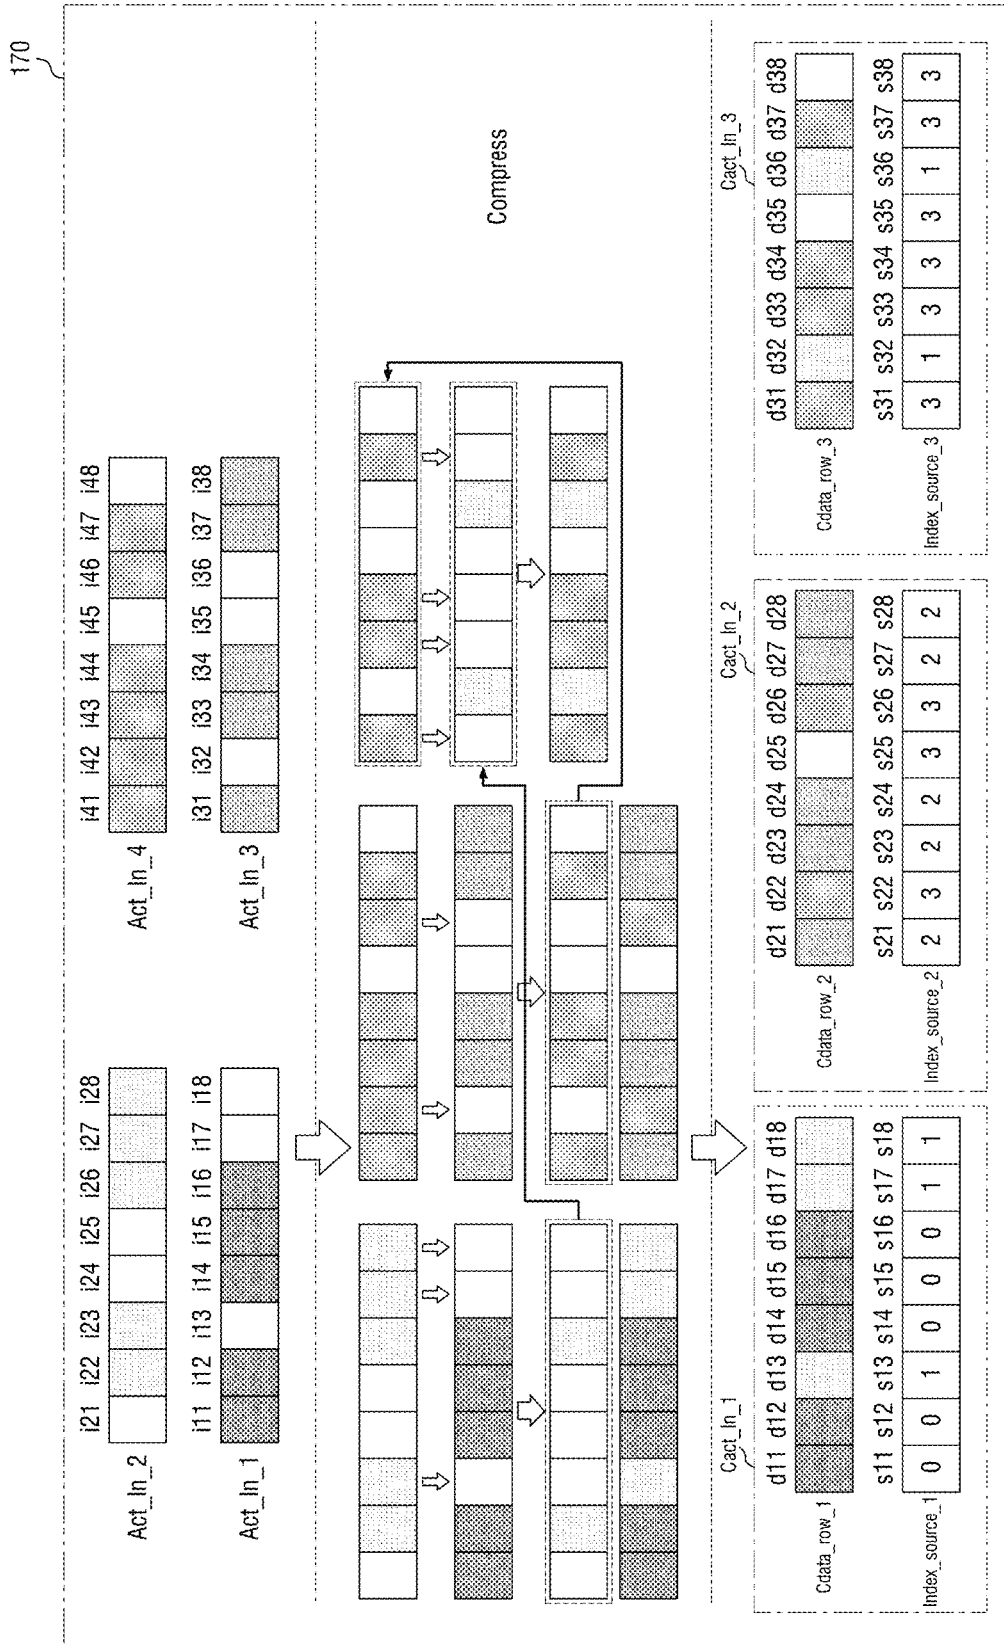 170
i21 i22 i23 i24 i25 i26 i27 i28
Act_In_2
i11 i12 i13 i14 i15 i16 i17 i18
Act_In_1
i41 i42 i43 i44 i45 i46 i47 i48
Act_In_4
i31 i32 i33 i34 i35 i36 i37 i38
Act_In_3
Compress
Cact_In_1
d11 d12 d13 d14 d15 d16 d17 d18
Cdata_row_1
s11 s12 s13 s14 s15 s16 s17 s18
Index_source_1 0 0 1 0 0 0 1 1
Cact_In_2
d21 d22 d23 d24 d25 d26 d27 d28
Cdata_row_2
s21 s22 s23 s24 s25 s26 s27 s28
Index_source_2 2 3 2 2 3 3 2 2
Cact_In_3
d31 d32 d33 d34 d35 d36 d37 d38
Cdata_row_3
s31 s32 s33 s34 s35 s36 s37 s38
Index_source_3 3 1 3 3 3 1 3 3